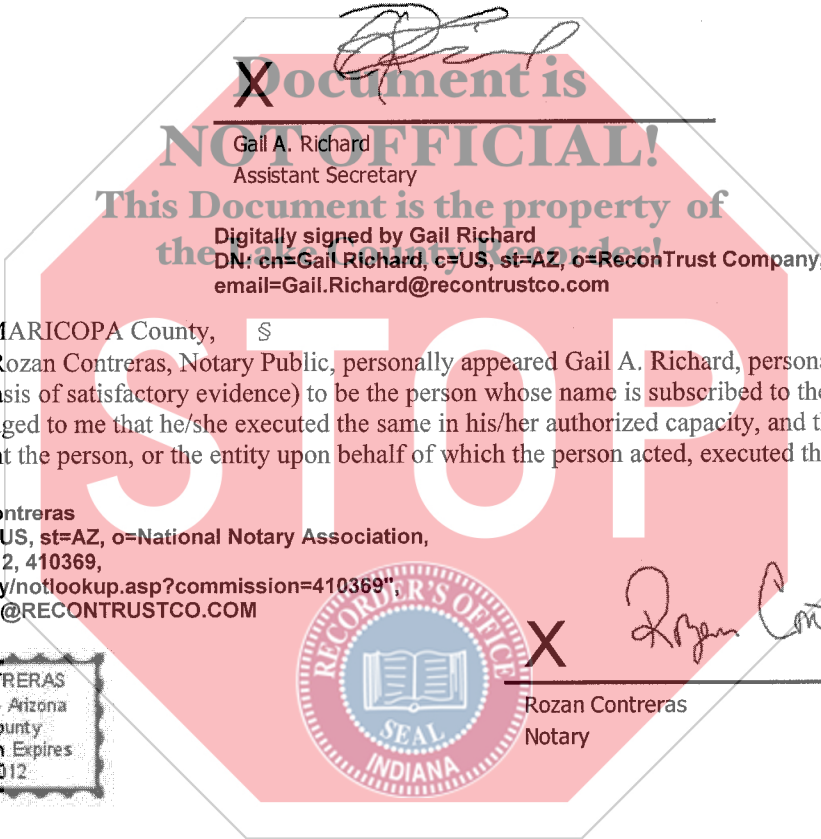 X
Document is
NOT OFFICIAL!
Gail A. Richard
Assistant Secretary
This Document is the property of
the Lake County Recorder!
Digitally signed by Gail Richard
DN: cn=Gail Richard, c=US, st=AZ, o=ReconTrust Company,
email=Gail.Richard@recontrustco.com
MARICOPA County, §
Rozan Contreras, Notary Public, personally appeared Gail A. Richard, persona
asis of satisfactory evidence) to be the person whose name is subscribed to the
ged to me that he/she executed the same in his/her authorized capacity, and th
at the person, or the entity upon behalf of which the person acted, executed th
STOP
ontreras
US, st=AZ, o=National Notary Association,
2, 410369,
y/notlookup.asp?commission=410369",
@RECONTRUSTCO.COM
RECORDER'S OFFICE
SEAL
INDIANA
X Rozan Cont
Rozan Contreras
Notary
TRERAS
Arizona
ounty
n Expires
012